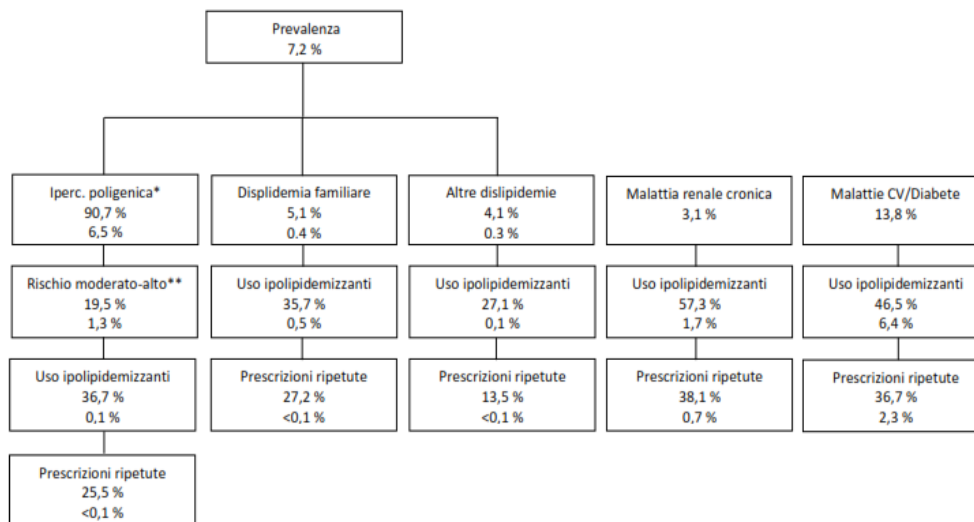 Prevalenza
7,2 %
Iperc. poligenica*
90,7 %
6,5 %
Displidemia familiare
5,1 %
0.4 %
Altre dislipidemie
4,1 %
0.3 %
Malattia renale cronica
3,1 %
Malattie CV/Diabete
13,8 %
Rischio moderato-alto**
19,5 %
1,3 %
Uso ipolipidemizzanti
35,7 %
0,5 %
Uso ipolipidemizzanti
27,1 %
0,1 %
Uso ipolipidemizzanti
57,3 %
1,7 %
Uso ipolipidemizzanti
46,5 %
6,4 %
Uso ipolipidemizzanti
36,7 %
0,1 %
Prescrizioni ripetute
27,2 %
<0,1 %
Prescrizioni ripetute
13,5 %
<0,1 %
Prescrizioni ripetute
38,1 %
0,7 %
Prescrizioni ripetute
36,7 %
2,3 %
Prescrizioni ripetute
25,5 %
<0,1 %